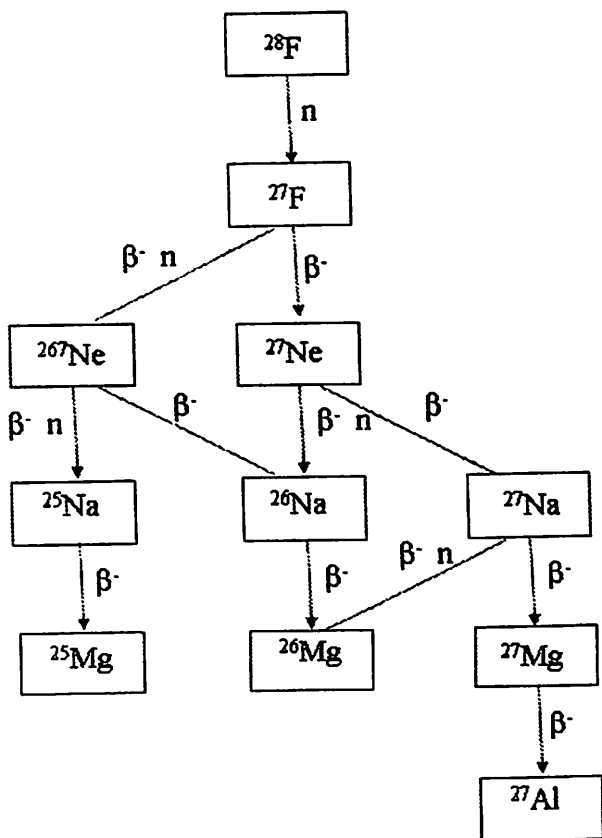 ²⁸F
n
²⁷F
β⁻ n β⁻
²⁶⁷Ne ²⁷Ne
β⁻ n β⁻ β⁻ n β⁻
²⁵Na ²⁶Na ²⁷Na
β⁻ β⁻ β⁻ n β⁻
²⁵Mg ²⁶Mg ²⁷Mg
β⁻
²⁷Al